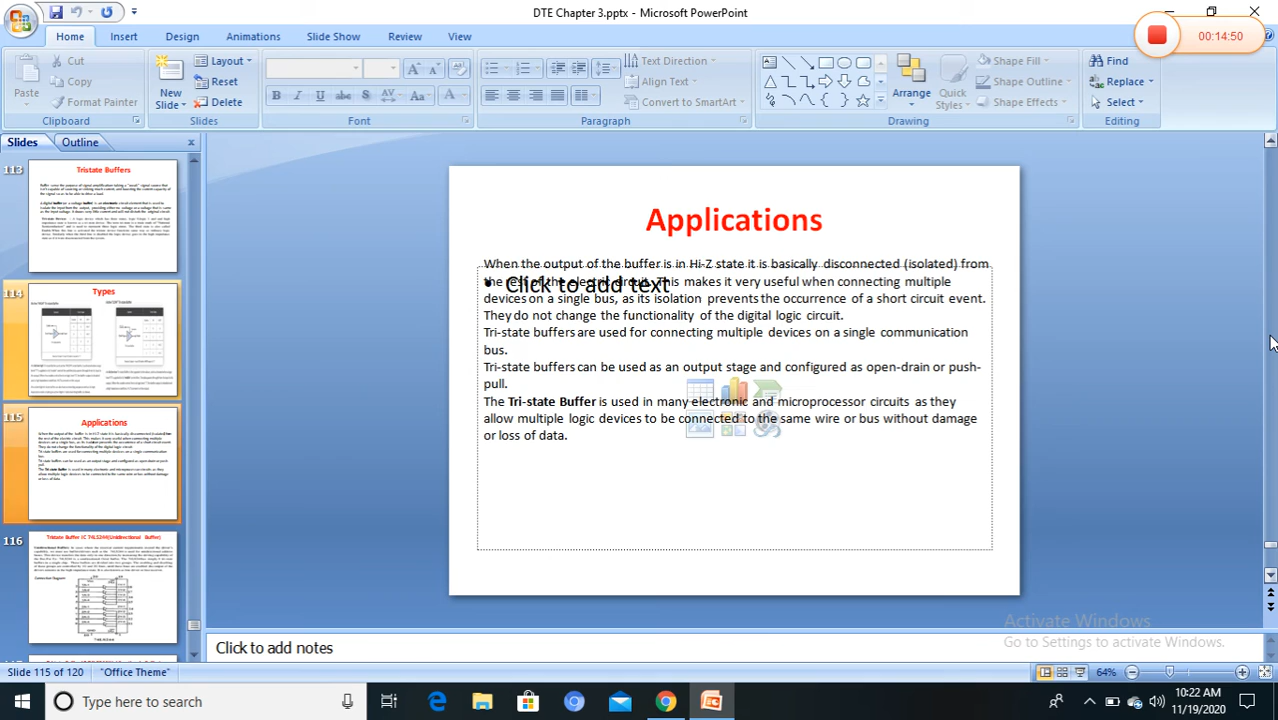 DTE Chapter 3.pptx - Microsoft PowerPoint
Home Insert Design Animations Slide Show Review View
00:14:50
Paste
Cut
Copy
Format Painter
Clipboard
New Slide
Layout
Reset
Delete
Slides
B I U abc S AV Aa A
Font
Text Direction
Align Text
Convert to SmartArt
Paragraph
Arrange
Quick Styles
Shape Fill
Shape Outline
Shape Effects
Drawing
Find
Replace
Select
Editing
Slides Outline
113
Tristate Buffers
114
Types
115
Applications
116
Tristate Buffer IC 74LS244(Unidirectional Buffer)
Applications
When the output of the buffer is in Hi-Z state it is basically disconnected (isolated) from
the rest of the electric circuit. This makes it very useful when connecting multiple
devices on a single bus, as its isolation prevents the occurrence of a short circuit event.
They do not change the functionality of the digital logic circuit.
Tri-state buffers are used for connecting multiple devices on a single communication
bus.
Tri-state buffers can be used as an output stage and configured as open-drain or push-
pull.
The Tri-state Buffer is used in many electronic and microprocessor circuits as they
allow multiple logic devices to be connected to the same wire or bus without damage
or loss of data.
• Click to add text
Activate Windows
Go to Settings to activate Windows.
Click to add notes
Slide 115 of 120 "Office Theme"
64%
Type here to search
10:22 AM
11/19/2020